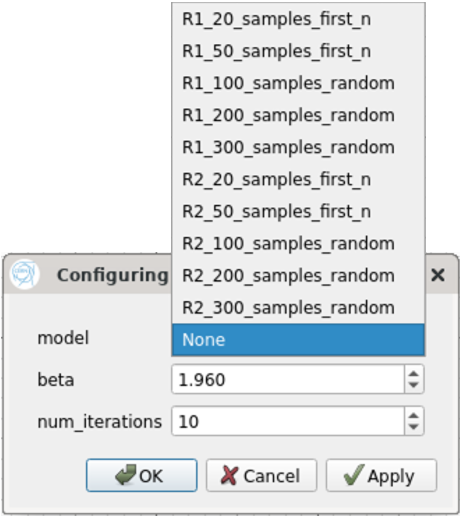 R1_20_samples_first_n
R1_50_samples_first_n
R1_100_samples_random
R1_200_samples_random
R1_300_samples_random
R2_20_samples_first_n
R2_50_samples_first_n
R2_100_samples_random
R2_200_samples_random
R2_300_samples_random
Configuring
model None
beta 1.960
num_iterations 10
OK Cancel Apply